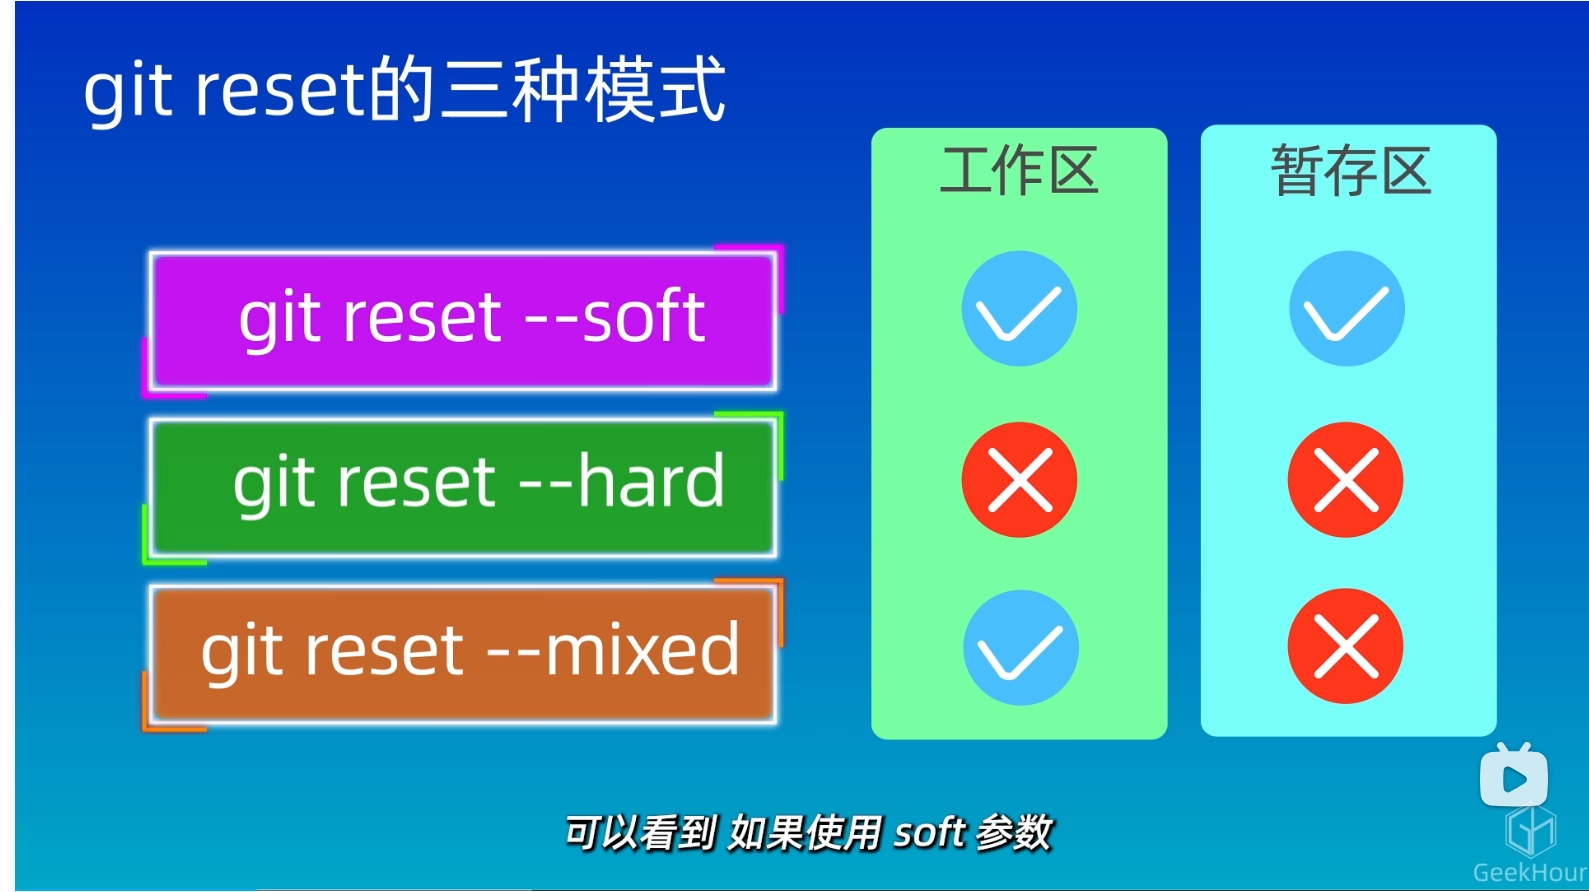 git reset的三种模式
工作区 暂存区
git reset --soft
git reset --hard
git reset --mixed
可以看到 如果使用 soft 参数
GeekHour